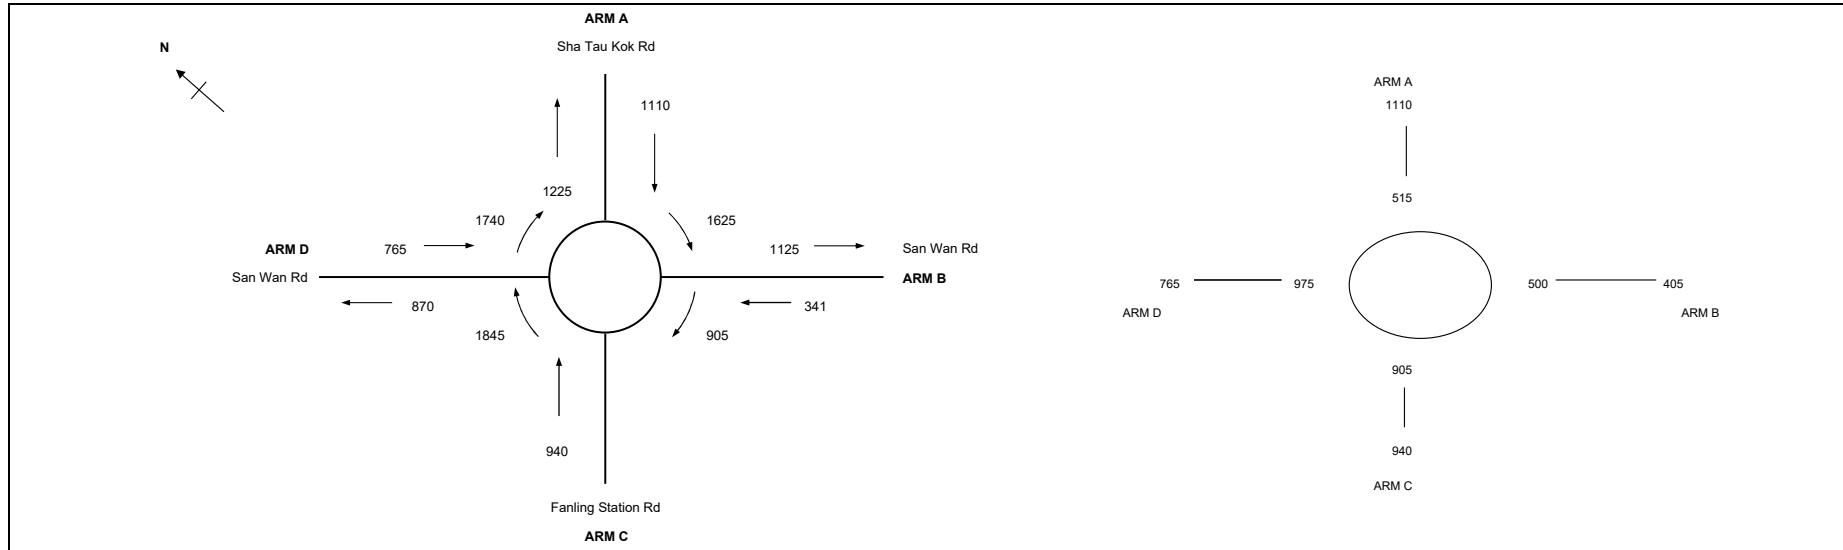 ARM A
N
Sha Tau Kok Rd
ARM A
1110
1110
1225
515
1740
1625
ARM D
765
1125
San Wan Rd
San Wan Rd
ARM B
765
975
500
405
870
341
ARM D
ARM B
1845
905
905
940
940
ARM C
Fanling Station Rd
ARM C